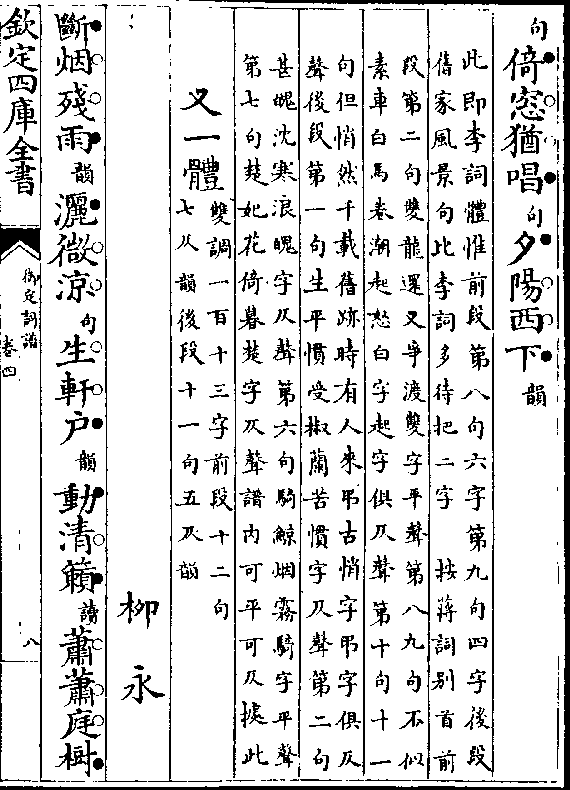 句倚窓猶唱句夕陽西下韻
此即李詞體惟前段第八句六字第九句四字後段
舊家風景句比李詞多待把二字 按蔣詞别首前
段第二句雙龍還又爭渡雙字平聲第八九句不似
素車白馬卷潮起怒白字起字俱仄聲第十句十一
句但悄然千載舊跡時有人來弔古悄字弔字俱仄
聲後段第一句生平慣受椒蘭苦慣字仄聲第二句
甚魄沈寒浪魄字仄聲第六句騎鯨烟霧騎字平聲
第七句楚妃花倚暮楚字仄聲譜内可平可仄據此
又一體雙調一百十三字前段十二句
七仄韻後段十一句五仄韻
柳永
斷烟殘雨韻灑微涼句生軒户韻動清籟讀蕭蕭庭樹
欽定四庫全書
御定詞譜
卷四
八